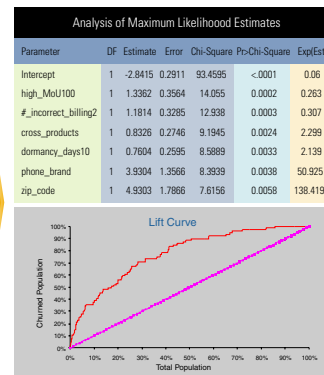 Analysis of Maximum Likelihoood Estimates
Parameter DF Estimate Error Chi-Square Pr>Chi-Square Exp(Est
Intercept 1 -2.8415 0.2911 93.4595 <.0001 0.06
high_MoU100 1 1.3362 0.3564 14.055 0.0002 0.263
#_incorrect_billing2 1 1.1814 0.3285 12.938 0.0003 0.307
cross_products 1 0.8326 0.2746 9.1945 0.0024 2.299
dormancy_days10 1 0.7604 0.2595 8.5889 0.0033 2.139
phone_brand 1 3.9304 1.3566 8.3939 0.0038 50.925
zip_code 1 4.9303 1.7866 7.6156 0.0058 138.419
Lift Curve
Churned Population
100%
90%
80%
70%
60%
50%
40%
30%
20%
10%
0%
0% 10% 20% 30% 40% 50% 60% 70% 80% 90% 100%
Total Population